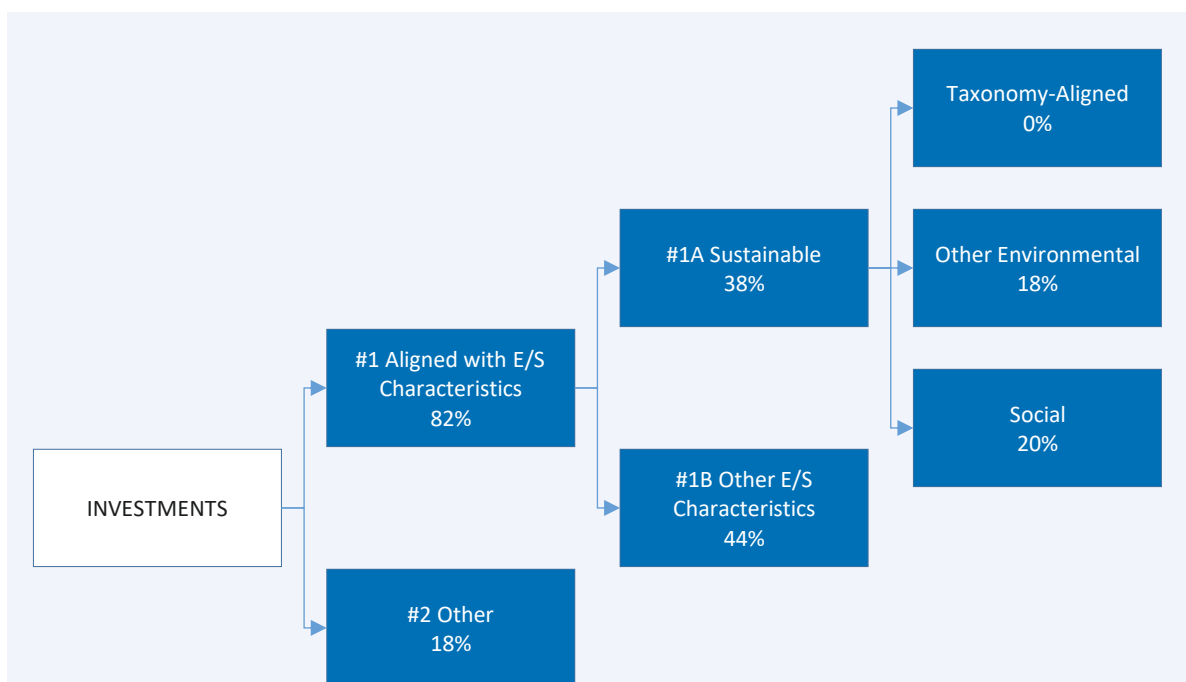 INVESTMENTS
#1 Aligned with E/S
Characteristics
82%
#2 Other
18%
#1A Sustainable
38%
#1B Other E/S
Characteristics
44%
Taxonomy-Aligned
0%
Other Environmental
18%
Social
20%